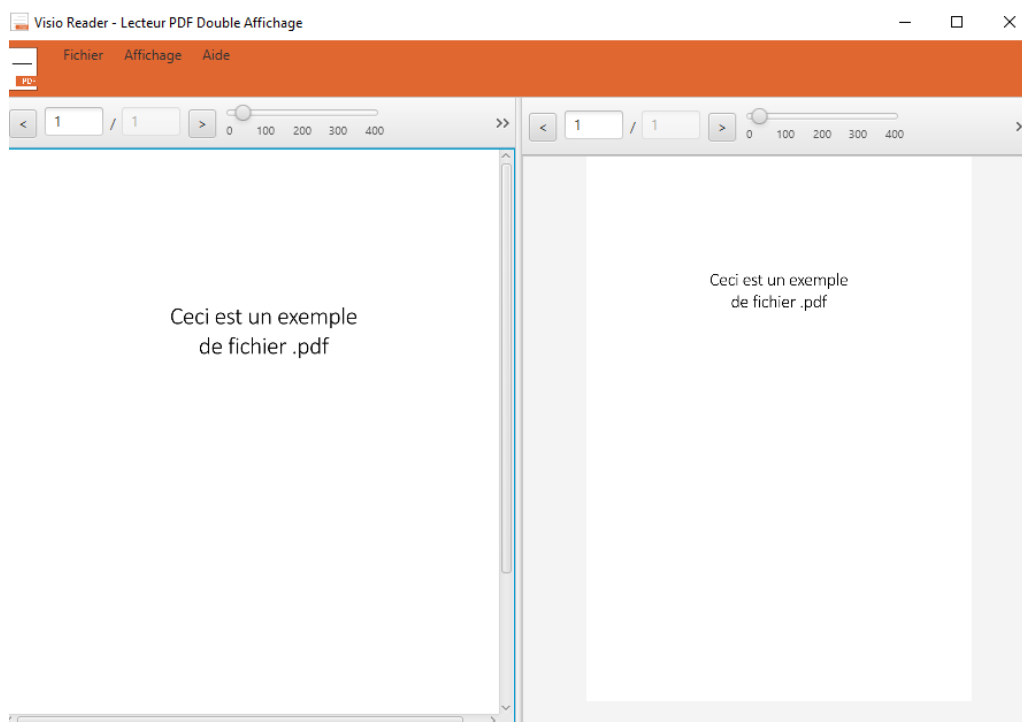 Visio Reader - Lecteur PDF Double Affichage
Fichier Affichage Aide
PD
< 1 / 1 > 0 100 200 300 400 >>
< 1 / 1 > 0 100 200 300 400 >
Ceci est un exemple
de fichier .pdf
Ceci est un exemple
de fichier .pdf